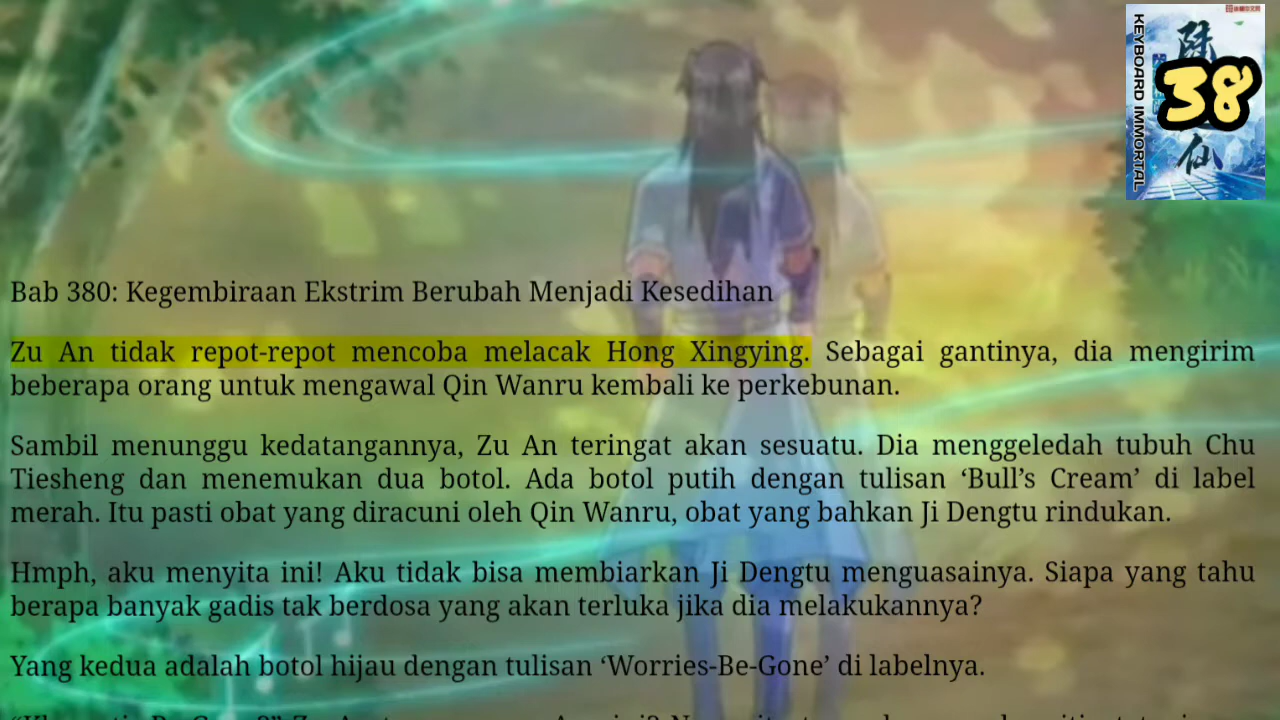 KEYBOARD IMMORTAL
38
仙
Bab 380: Kegembiraan Ekstrim Berubah Menjadi Kesedihan
Zu An tidak repot-repot mencoba melacak Hong Xingying. Sebagai gantinya, dia mengirim
beberapa orang untuk mengawal Qin Wanru kembali ke perkebunan.
Sambil menunggu kedatangannya, Zu An teringat akan sesuatu. Dia menggeledah tubuh Chu
Tiesheng dan menemukan dua botol. Ada botol putih dengan tulisan ‘Bull’s Cream’ di label
merah. Itu pasti obat yang diracuni oleh Qin Wanru, obat yang bahkan Ji Dengtu rindukan.
Hmph, aku menyita ini! Aku tidak bisa membiarkan Ji Dengtu menguasainya. Siapa yang tahu
berapa banyak gadis tak berdosa yang akan terluka jika dia melakukannya?
Yang kedua adalah botol hijau dengan tulisan ‘Worries-Be-Gone’ di labelnya.